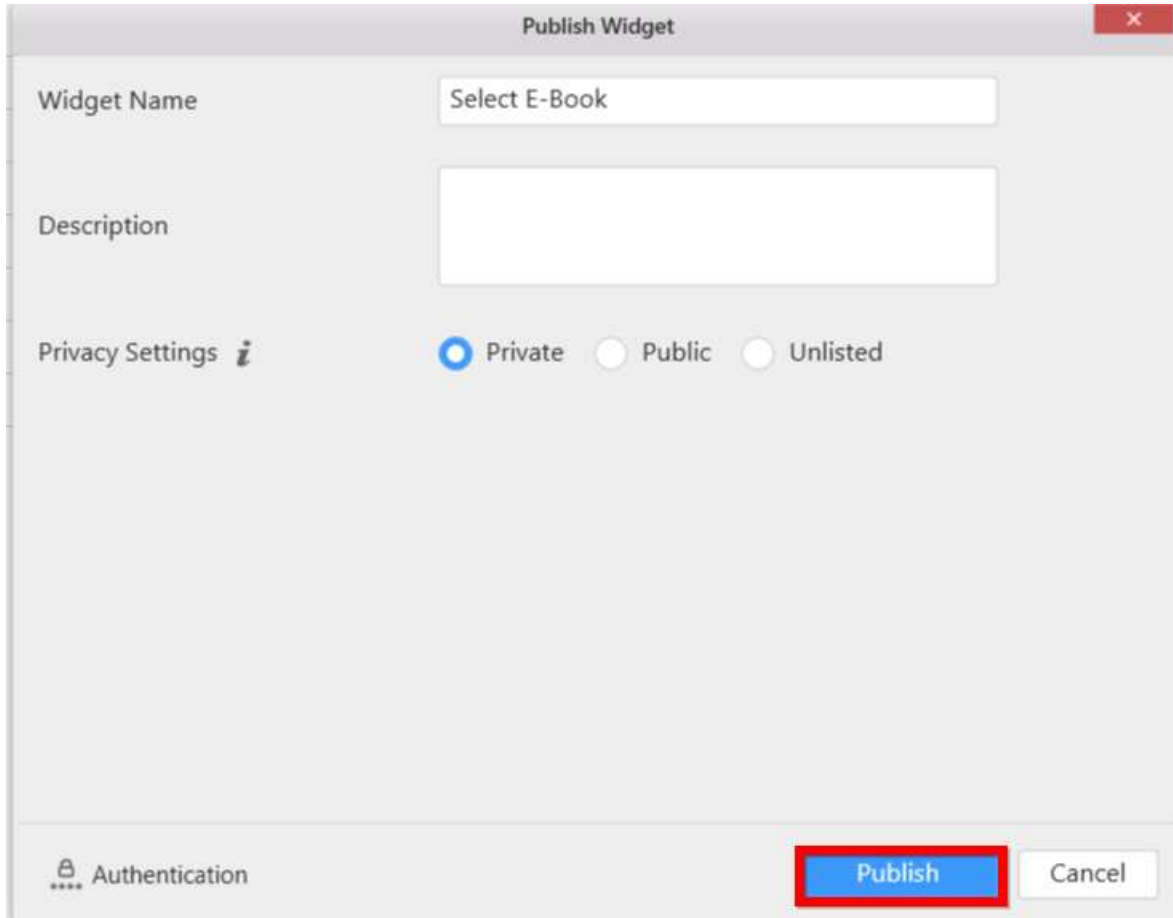 Publish Widget
Widget Name
Select E-Book
Description
Privacy Settings i
Private Public Unlisted
Authentication
Publish Cancel